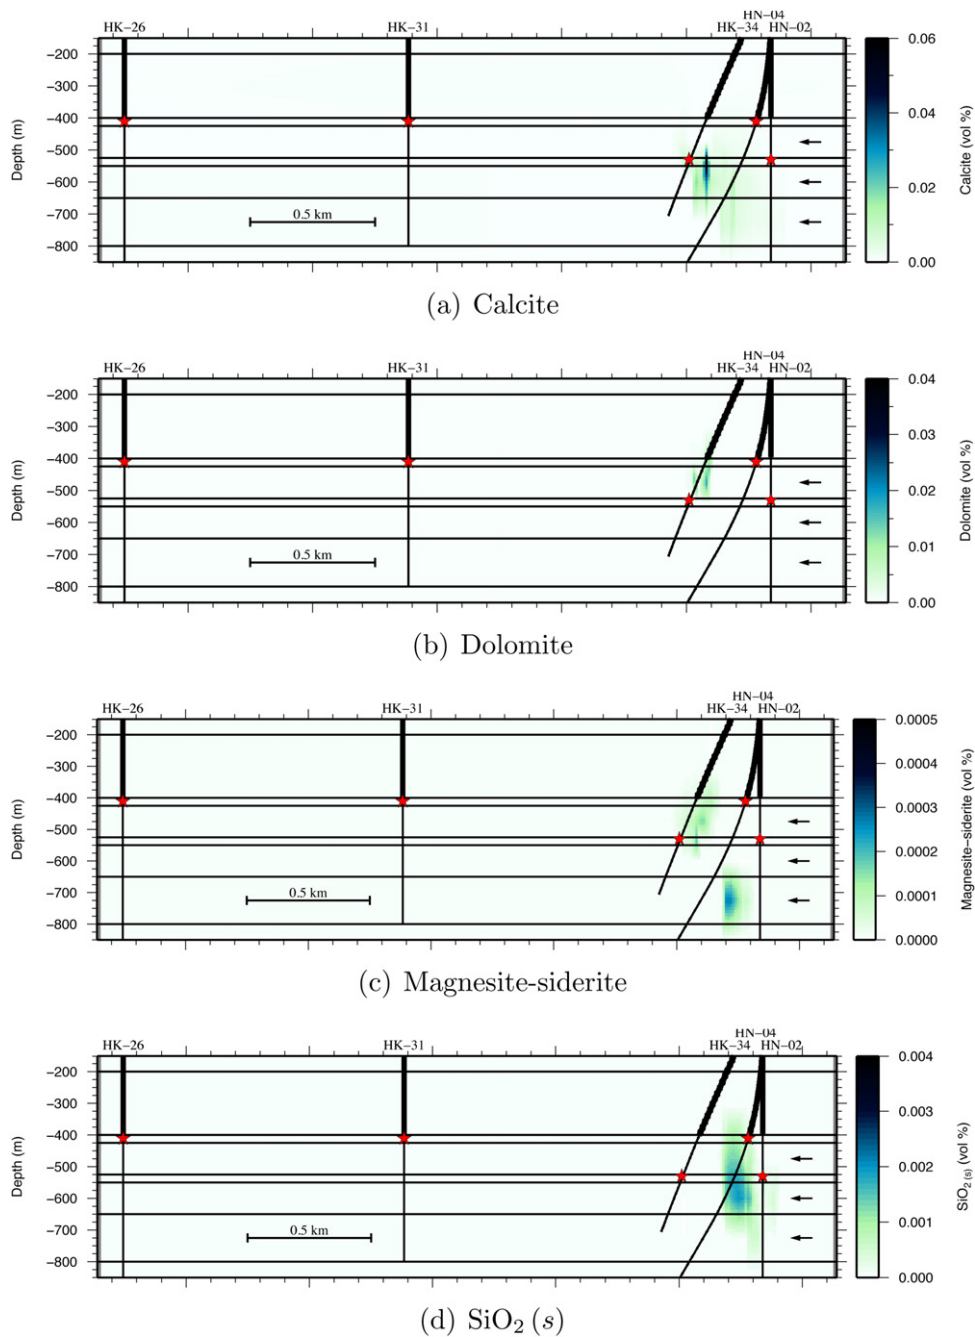 HN−04
HK−26 HK−31 HK−34 HN−02
−200
−300
−400
−500
−600
−700
−800
Depth (m)
0.5 km
0.06
0.04
0.02
0.00
Calcite (vol %)
(a) Calcite
HN−04
HK−26 HK−31 HK−34 HN−02
−200
−300
−400
−500
−600
−700
−800
Depth (m)
0.5 km
0.04
0.03
0.02
0.01
0.00
Dolomite (vol %)
(b) Dolomite
HN−04
HK−26 HK−31 HK−34 HN−02
−200
−300
−400
−500
−600
−700
−800
Depth (m)
0.5 km
0.0005
0.0004
0.0003
0.0002
0.0001
0.0000
Magnesite−siderite (vol %)
(c) Magnesite-siderite
HN−04
HK−26 HK−31 HK−34 HN−02
−200
−300
−400
−500
−600
−700
−800
Depth (m)
0.5 km
0.004
0.003
0.002
0.001
0.000
SiO₂ ₍s₎ (vol %)
(d) SiO₂ (s)